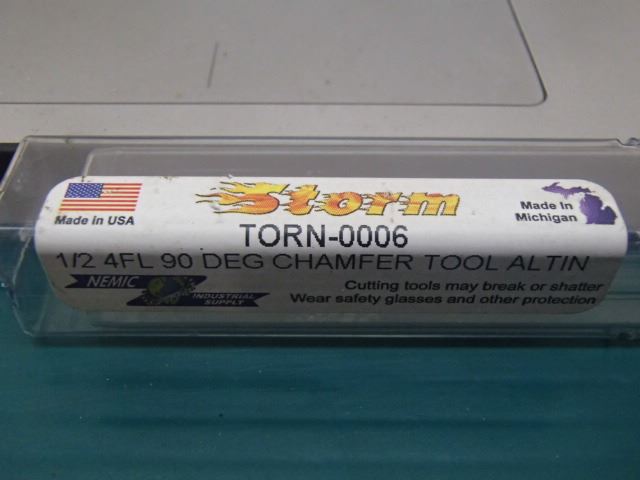 Storm
Made in USA
Made In
Michigan
TORN-0006
1/2 4FL 90 DEG CHAMFER TOOL ALTIN
NEMIC
INDUSTRIAL
SUPPLY
Cutting tools may break or shatter
Wear safety glasses and other protection